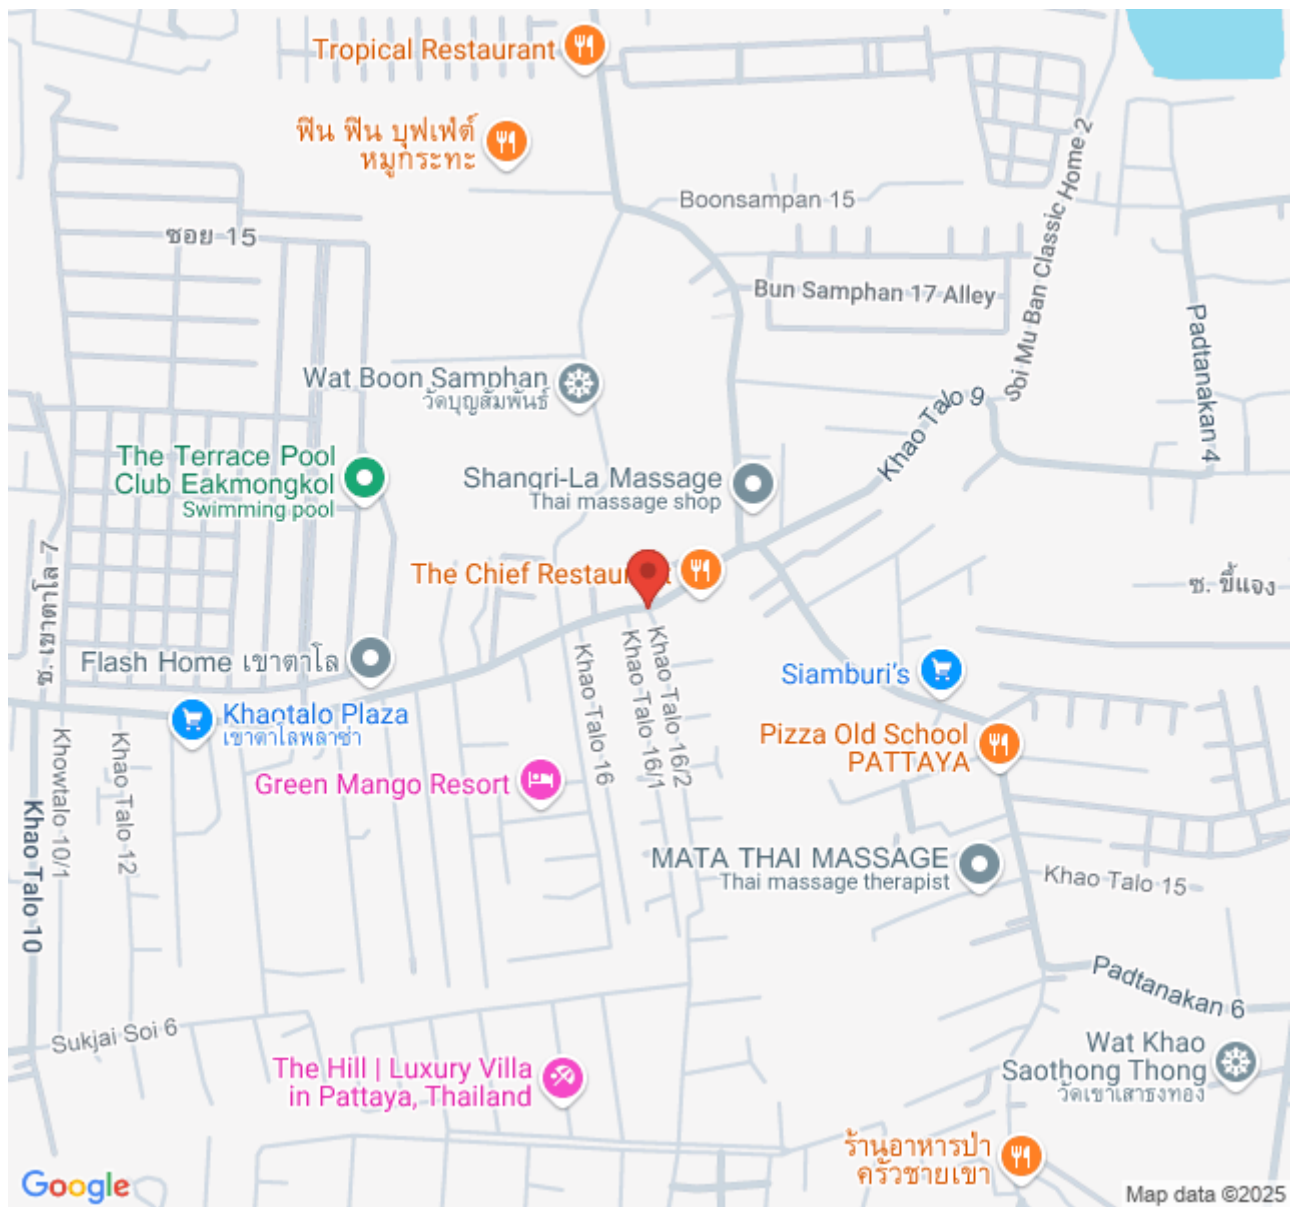 Tropical Restaurant
ฟิน ฟิน บุฟเฟ่ต์
หมูกระทะ
Boonsampan 15
Soi Mu Ban Classic Home 2
ซอย 15
Bun Samphan 17 Alley
Padtanakan 4
Wat Boon Samphan
วัดบุญสัมพันธ์
Khao Talo 9
The Terrace Pool
Club Eakmongkol
Swimming pool
Shangri-La Massage
Thai massage shop
ซ. เขาตาโล 7
The Chief Restaurant
ซ. ขี้แจง
Flash Home เขาตาโล
Siamburi's
Khaotalo Plaza
เขาตาโลพลาซ่า
Khao Talo 16
Khao-Talo-16/1
Khao Talo 16/2
Pizza Old School
PATTAYA
Green Mango Resort
Khao Talo 10
Khowtalo 10/1
Khao Talo 12
MATA THAI MASSAGE
Thai massage therapist
Khao Talo 15
Padtanakan 6
Sukjai Soi 6
Wat Khao
Saothong Thong
วัดเขาเสาธงทอง
The Hill | Luxury Villa
in Pattaya, Thailand
ร้านอาหารป่า
ครัวชายเขา
Google
Map data ©2025